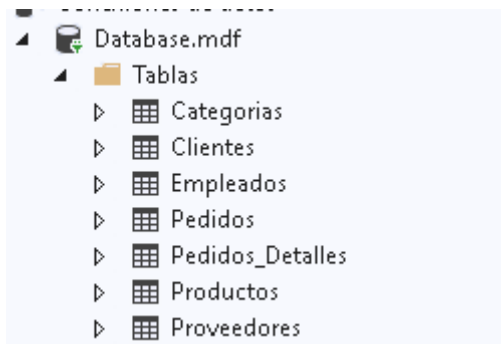 Database.mdf
Tablas
Categorias
Clientes
Empleados
Pedidos
Pedidos_Detalles
Productos
Proveedores